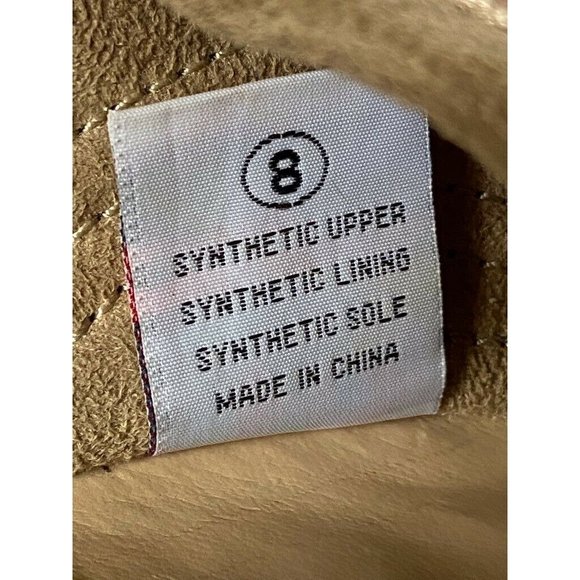 8
SYNTHETIC UPPER
SYNTHETIC LINING
SYNTHETIC SOLE
MADE IN CHINA